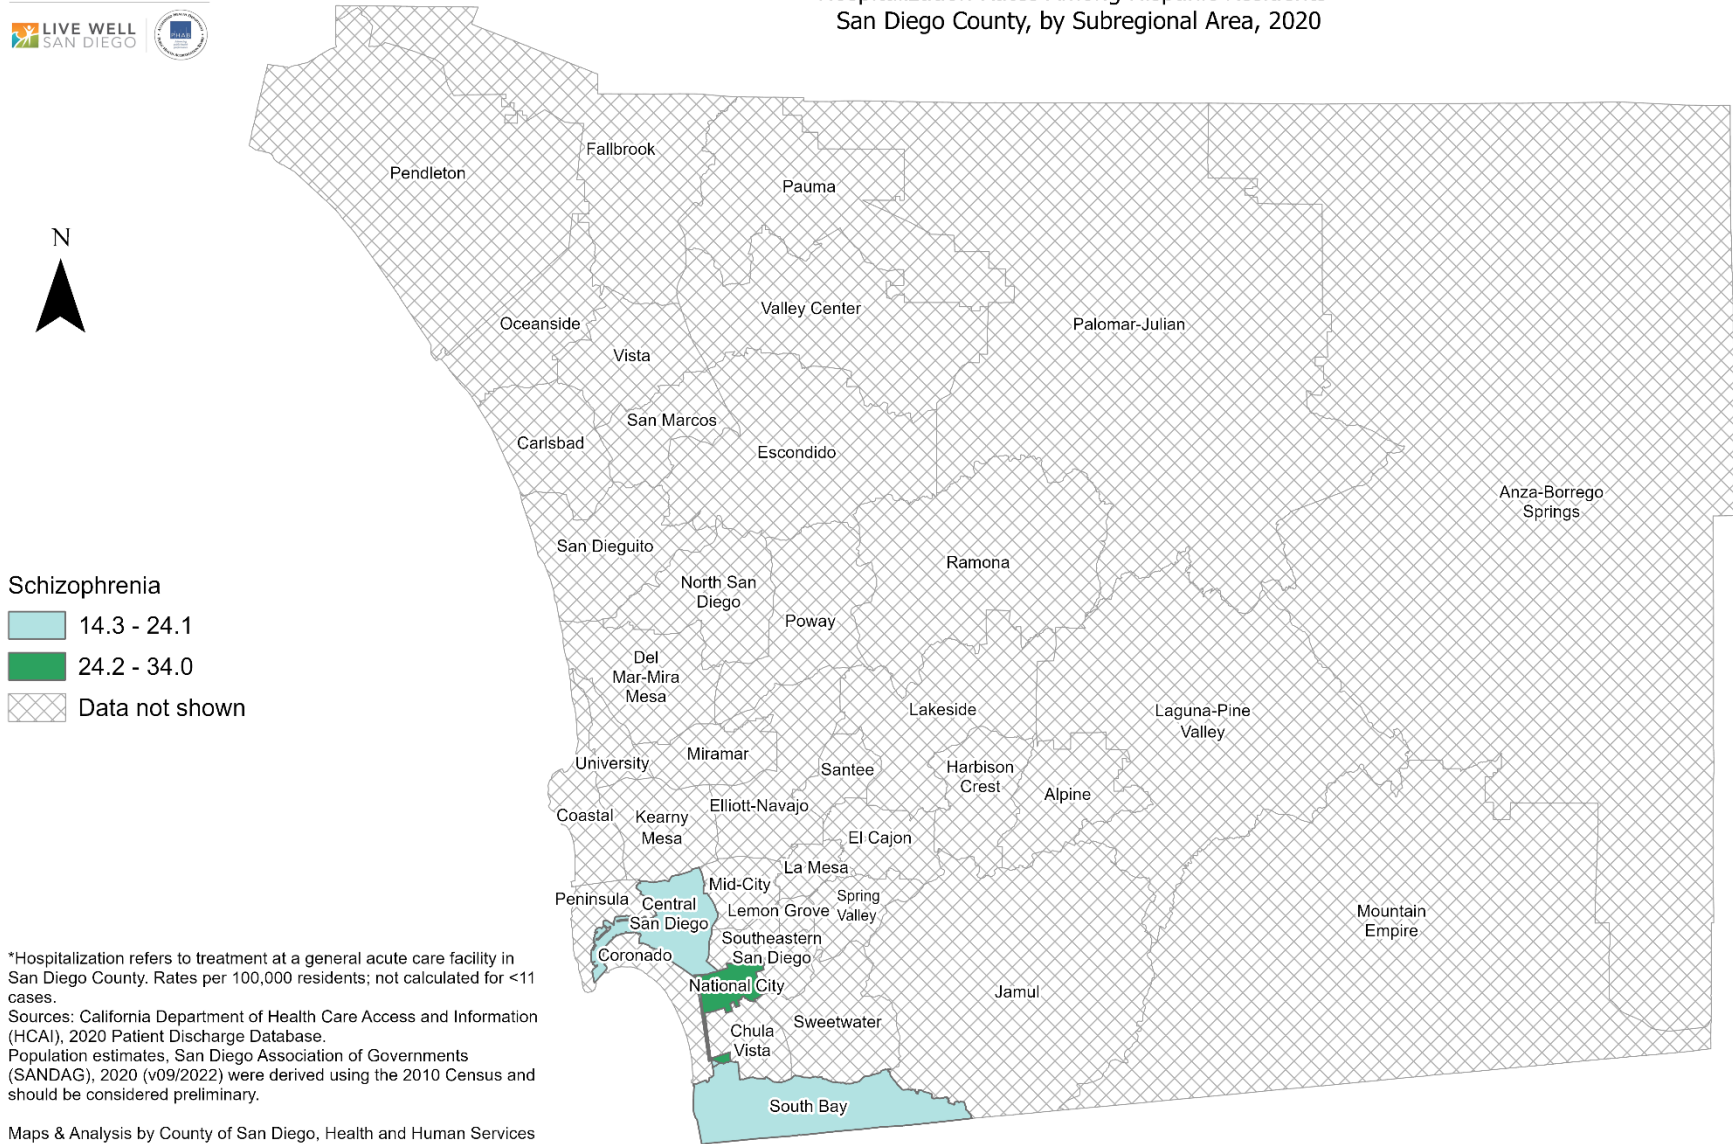 LIVE WELL
SAN DIEGO
PHAB
San Diego County, by Subregional Area, 2020
N
Pendleton
Fallbrook
Pauma
Oceanside
Vista
Valley Center
Palomar-Julian
San Marcos
Carlsbad
Escondido
Anza-Borrego
Springs
San Dieguito
North San
Diego
Ramona
Poway
Del
Mar-Mira
Mesa
Lakeside
Laguna-Pine
Valley
Miramar
University
Santee
Harbison
Crest
Alpine
Elliott-Navajo
Coastal
Kearny
Mesa
El Cajon
La Mesa
Mid-City
Peninsula
Central
San Diego
Lemon Grove
Spring
Valley
Mountain
Empire
Southeastern
San Diego
Coronado
National City
Jamul
Sweetwater
Chula
Vista
South Bay
Schizophrenia
14.3 - 24.1
24.2 - 34.0
Data not shown
*Hospitalization refers to treatment at a general acute care facility in
San Diego County. Rates per 100,000 residents; not calculated for <11
cases.
Sources: California Department of Health Care Access and Information
(HCAI), 2020 Patient Discharge Database.
Population estimates, San Diego Association of Governments
(SANDAG), 2020 (v09/2022) were derived using the 2010 Census and
should be considered preliminary.
Maps & Analysis by County of San Diego, Health and Human Services